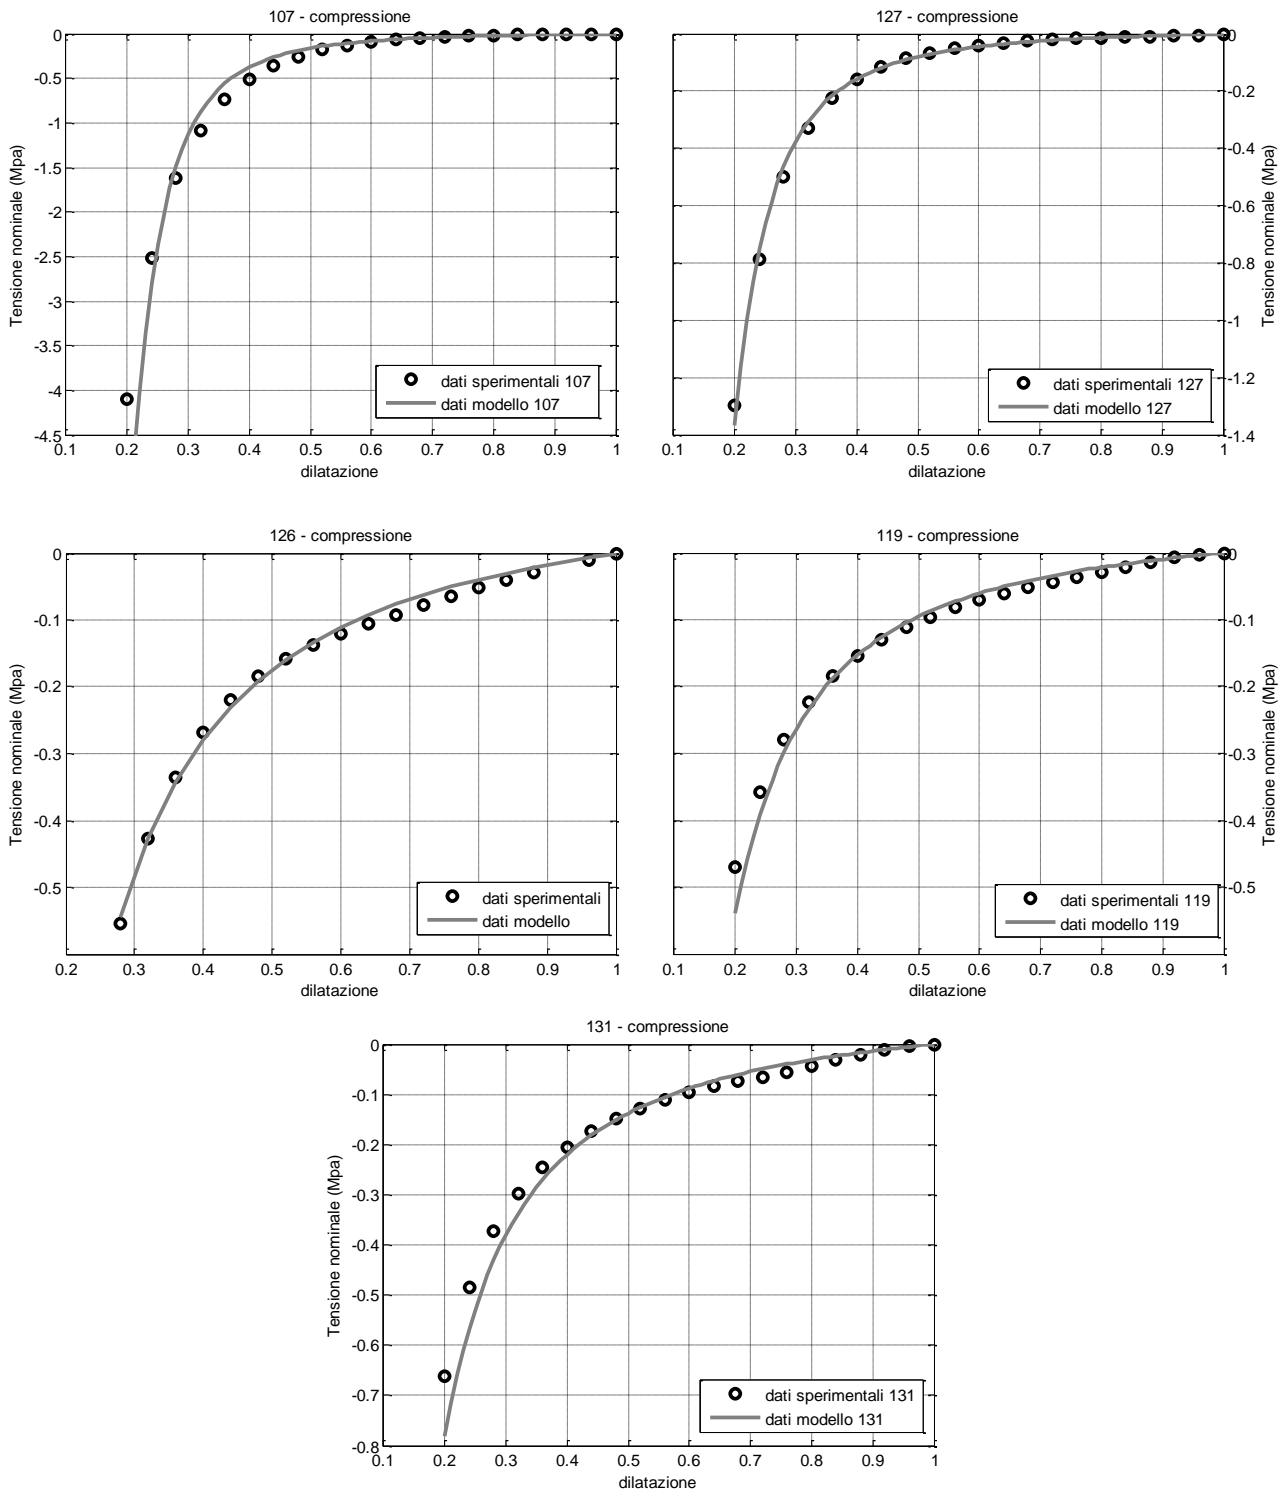 107 - compressione
0
-0.5
-1
-1.5
-2
-2.5
-3
-3.5
-4
-4.5
Tensione nominale (Mpa)
0.1 0.2 0.3 0.4 0.5 0.6 0.7 0.8 0.9 1
dilatazione
dati sperimentali 107
dati modello 107
127 - compressione
0
-0.2
-0.4
-0.6
-0.8
-1
-1.2
-1.4
Tensione nominale (Mpa)
0.1 0.2 0.3 0.4 0.5 0.6 0.7 0.8 0.9 1
dilatazione
dati sperimentali 127
dati modello 127
126 - compressione
0
-0.1
-0.2
-0.3
-0.4
-0.5
Tensione nominale (Mpa)
0.2 0.3 0.4 0.5 0.6 0.7 0.8 0.9 1
dilatazione
dati sperimentali
dati modello
119 - compressione
0
-0.1
-0.2
-0.3
-0.4
-0.5
Tensione nominale (Mpa)
0.1 0.2 0.3 0.4 0.5 0.6 0.7 0.8 0.9 1
dilatazione
dati sperimentali 119
dati modello 119
131 - compressione
0
-0.1
-0.2
-0.3
-0.4
-0.5
-0.6
-0.7
-0.8
Tensione nominale (Mpa)
0.1 0.2 0.3 0.4 0.5 0.6 0.7 0.8 0.9 1
dilatazione
dati sperimentali 131
dati modello 131